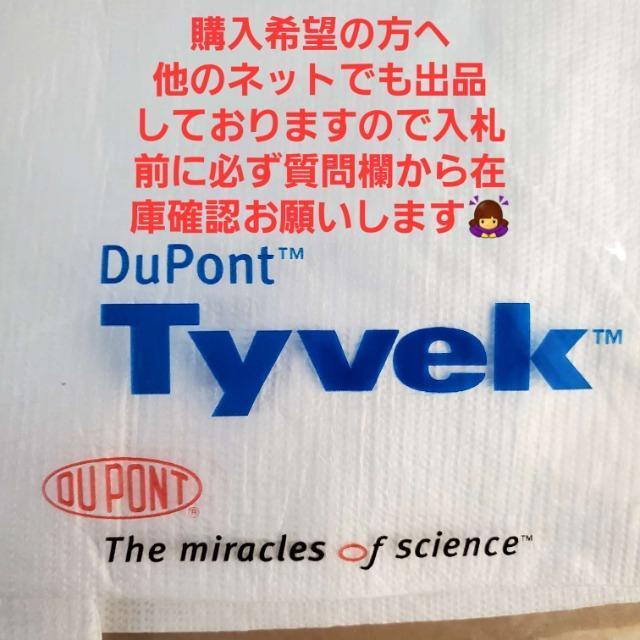 購入希望の方へ
他のネットでも出品
しておりますので入札
前に必ず質問欄から在
庫確認お願いします🙇‍♀️
DuPont™
Tyvek™
DU PONT®
The miracles of science™